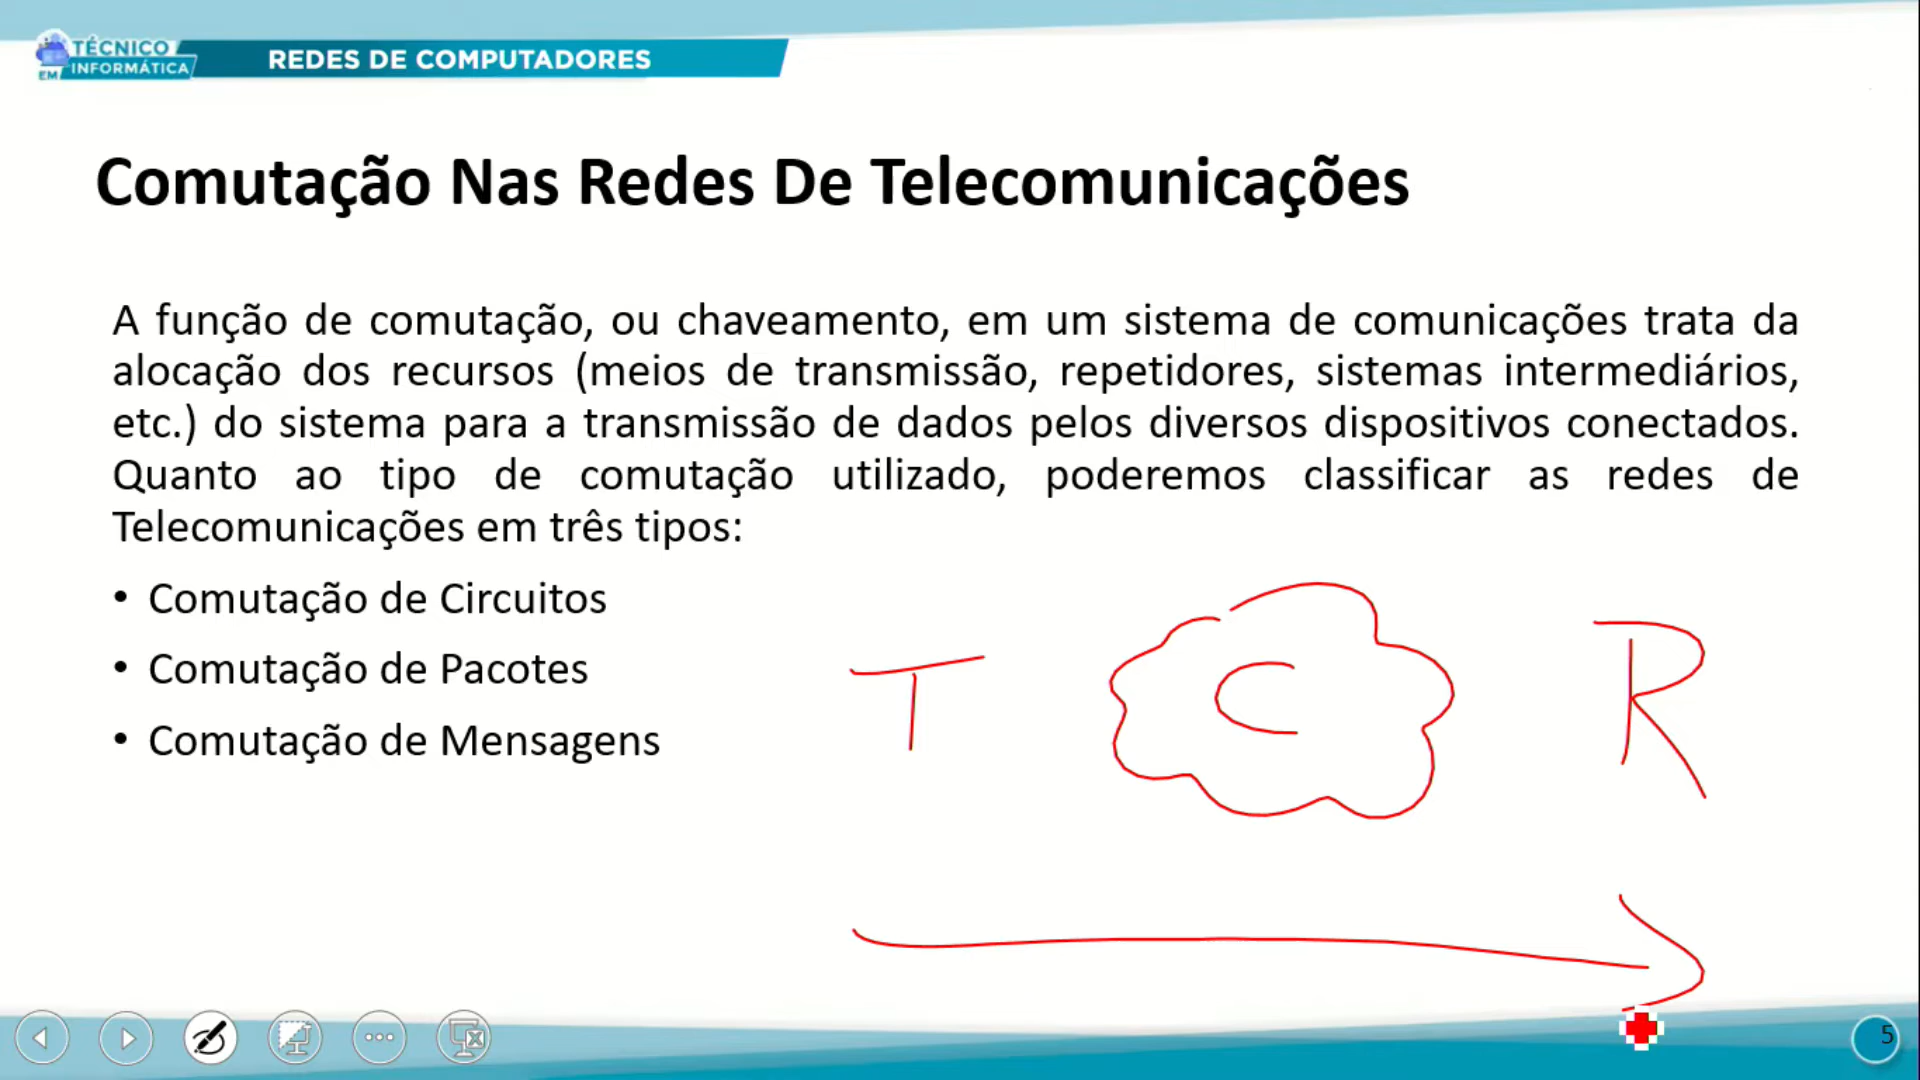 TÉCNICO
EM INFORMÁTICA
REDES DE COMPUTADORES
Comutação Nas Redes De Telecomunicações
A função de comutação, ou chaveamento, em um sistema de comunicações trata da
alocação dos recursos (meios de transmissão, repetidores, sistemas intermediários,
etc.) do sistema para a transmissão de dados pelos diversos dispositivos conectados.
Quanto ao tipo de comutação utilizado, poderemos classificar as redes de
Telecomunicações em três tipos:
• Comutação de Circuitos
• Comutação de Pacotes
• Comutação de Mensagens
T C R
5